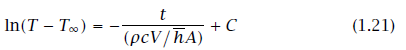 ln(T − T∞) = − t / (ρcV / h̅A) + C (1.21)